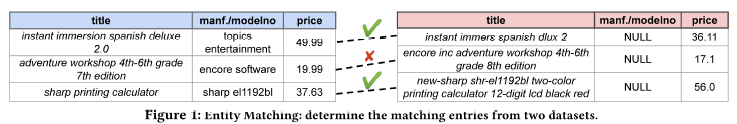 title manf./modelno price
instant immersion spanish deluxe 2.0 topics entertainment 49.99
adventure workshop 4th-6th grade 7th edition encore software 19.99
sharp printing calculator sharp el1192bl 37.63
title manf./modelno price
instant immers spanish dlux 2 NULL 36.11
encore inc adventure workshop 4th-6th grade 8th edition NULL 17.1
new-sharp shr-el1192bl two-color printing calculator 12-digit lcd black red NULL 56.0
Figure 1: Entity Matching: determine the matching entries from two datasets.